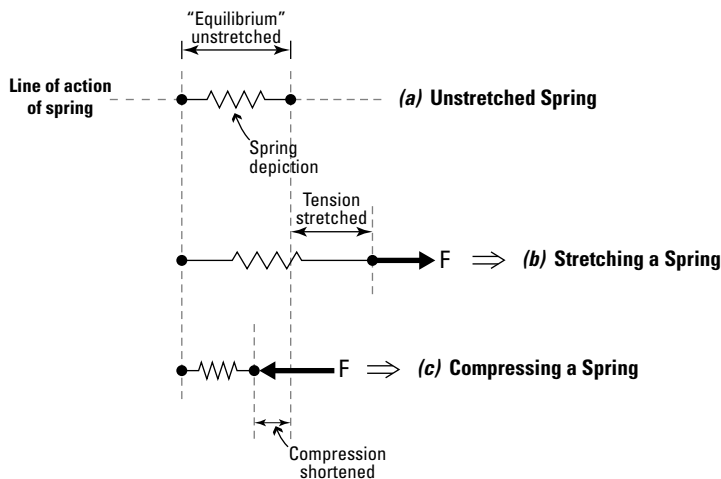 “Equilibrium”
unstretched
Line of action
of spring
(a) Unstretched Spring
Spring
depiction
Tension
stretched
F
(b) Stretching a Spring
F
(c) Compressing a Spring
Compression
shortened